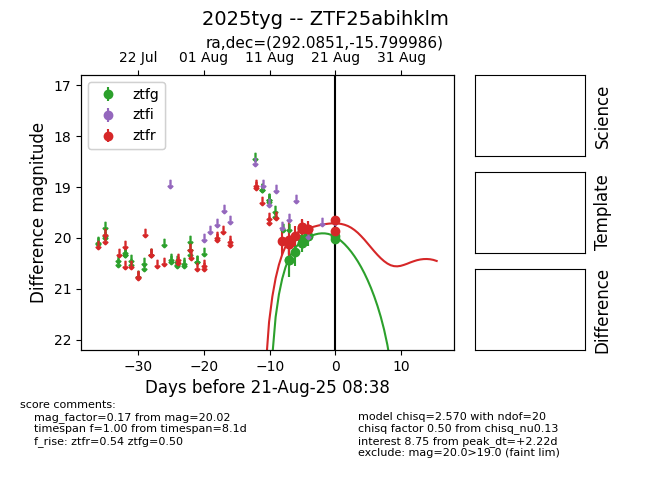 2025tyg -- ZTF25abihklm
ra,dec=(292.0851,-15.799986)
22 Jul 01 Aug 11 Aug 21 Aug 31 Aug
ztfg
ztfi
ztfr
17
18
19
20
21
22
Difference magnitude
−30 −20 −10 0 10
Days before 21-Aug-25 08:38
Science
Template
Difference
score comments:
mag_factor=0.17 from mag=20.02
timespan f=1.00 from timespan=8.1d
f_rise: ztfr=0.54 ztfg=0.50
model chisq=2.570 with ndof=20
chisq factor 0.50 from chisq_nu0.13
interest 8.75 from peak_dt=+2.22d
exclude: mag=20.0>19.0 (faint lim)